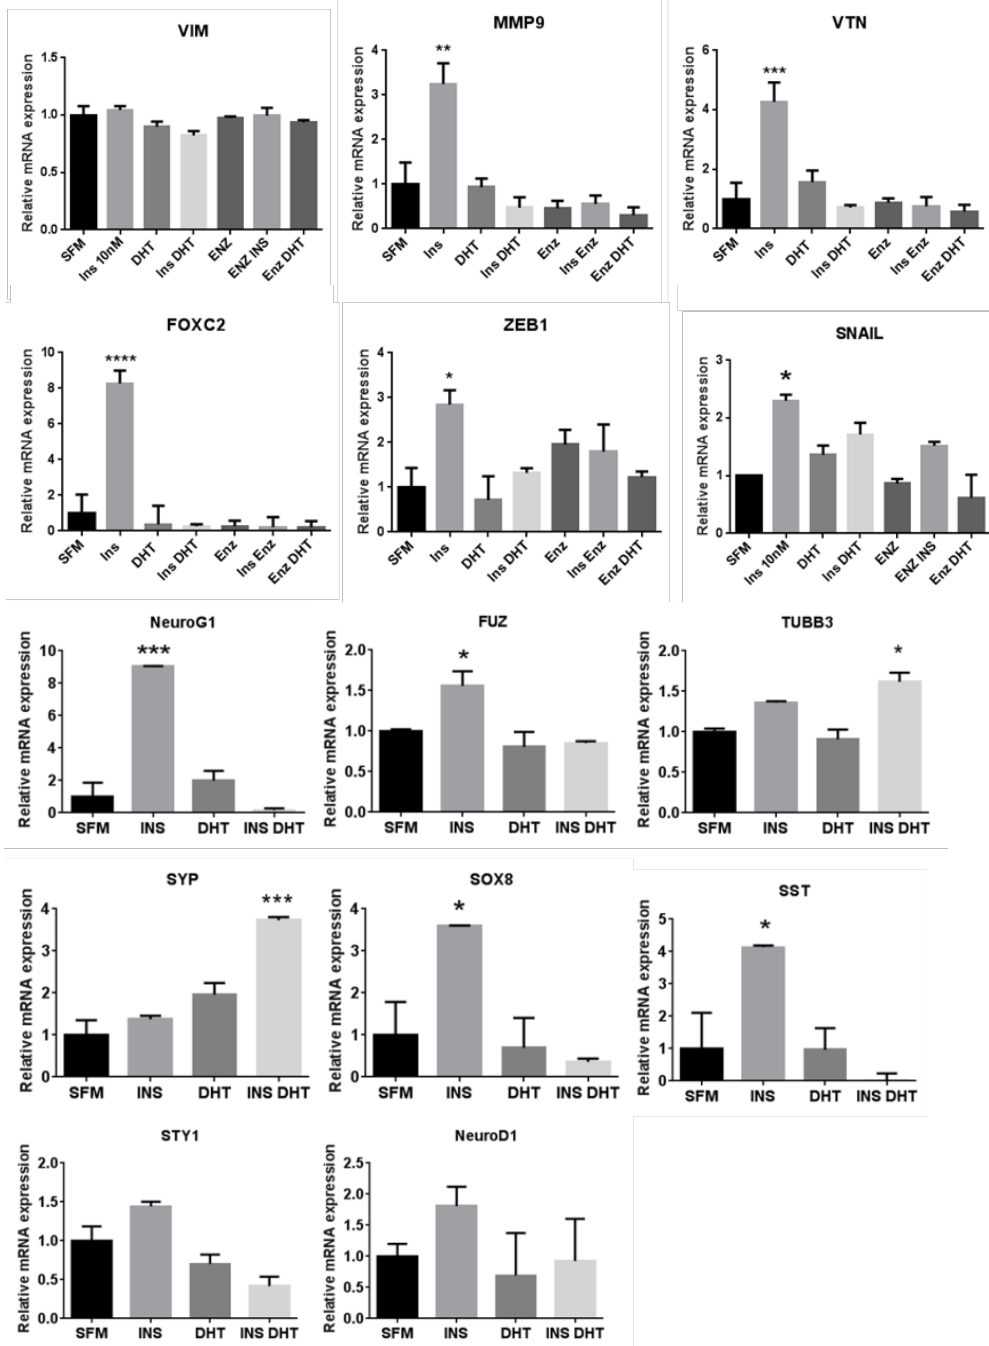 VIM
Relative mRNA expression
1.5
1.0
0.5
0.0
SFM
Ins 10nM
DHT
Ins DHT
ENZ
ENZ INS
Enz DHT
MMP9
Relative mRNA expression
4
3
2
1
0
**
SFM
Ins
DHT
Ins DHT
Enz
Ins Enz
Enz DHT
VTN
Relative mRNA expression
6
4
2
0
***
SFM
Ins
DHT
Ins DHT
Enz
Ins Enz
Enz DHT
FOXC2
Relative mRNA expression
10
8
6
4
2
0
****
SFM
Ins
DHT
Ins DHT
Enz
Ins Enz
Enz DHT
ZEB1
Relative mRNA expression
4
3
2
1
0
*
SFM
Ins
DHT
Ins DHT
Enz
Ins Enz
Enz DHT
SNAIL
Relative mRNA expression
3
2
1
0
*
SFM
Ins 10nM
DHT
Ins DHT
ENZ
ENZ INS
Enz DHT
NeuroG1
Relative mRNA expression
10
8
6
4
2
0
***
SFM INS DHT INS DHT
FUZ
Relative mRNA expression
2.0
1.5
1.0
0.5
0.0
*
SFM INS DHT INS DHT
TUBB3
Relative mRNA expression
2.0
1.5
1.0
0.5
0.0
*
SFM INS DHT INS DHT
SYP
Relative mRNA expression
4
3
2
1
0
***
SFM INS DHT INS DHT
SOX8
Relative mRNA expression
4
3
2
1
0
*
SFM INS DHT INS DHT
SST
Relative mRNA expression
5
4
3
2
1
0
*
SFM INS DHT INS DHT
STY1
Relative mRNA expression
2.0
1.5
1.0
0.5
0.0
SFM INS DHT INS DHT
NeuroD1
Relative mRNA expression
2.5
2.0
1.5
1.0
0.5
0.0
SFM INS DHT INS DHT